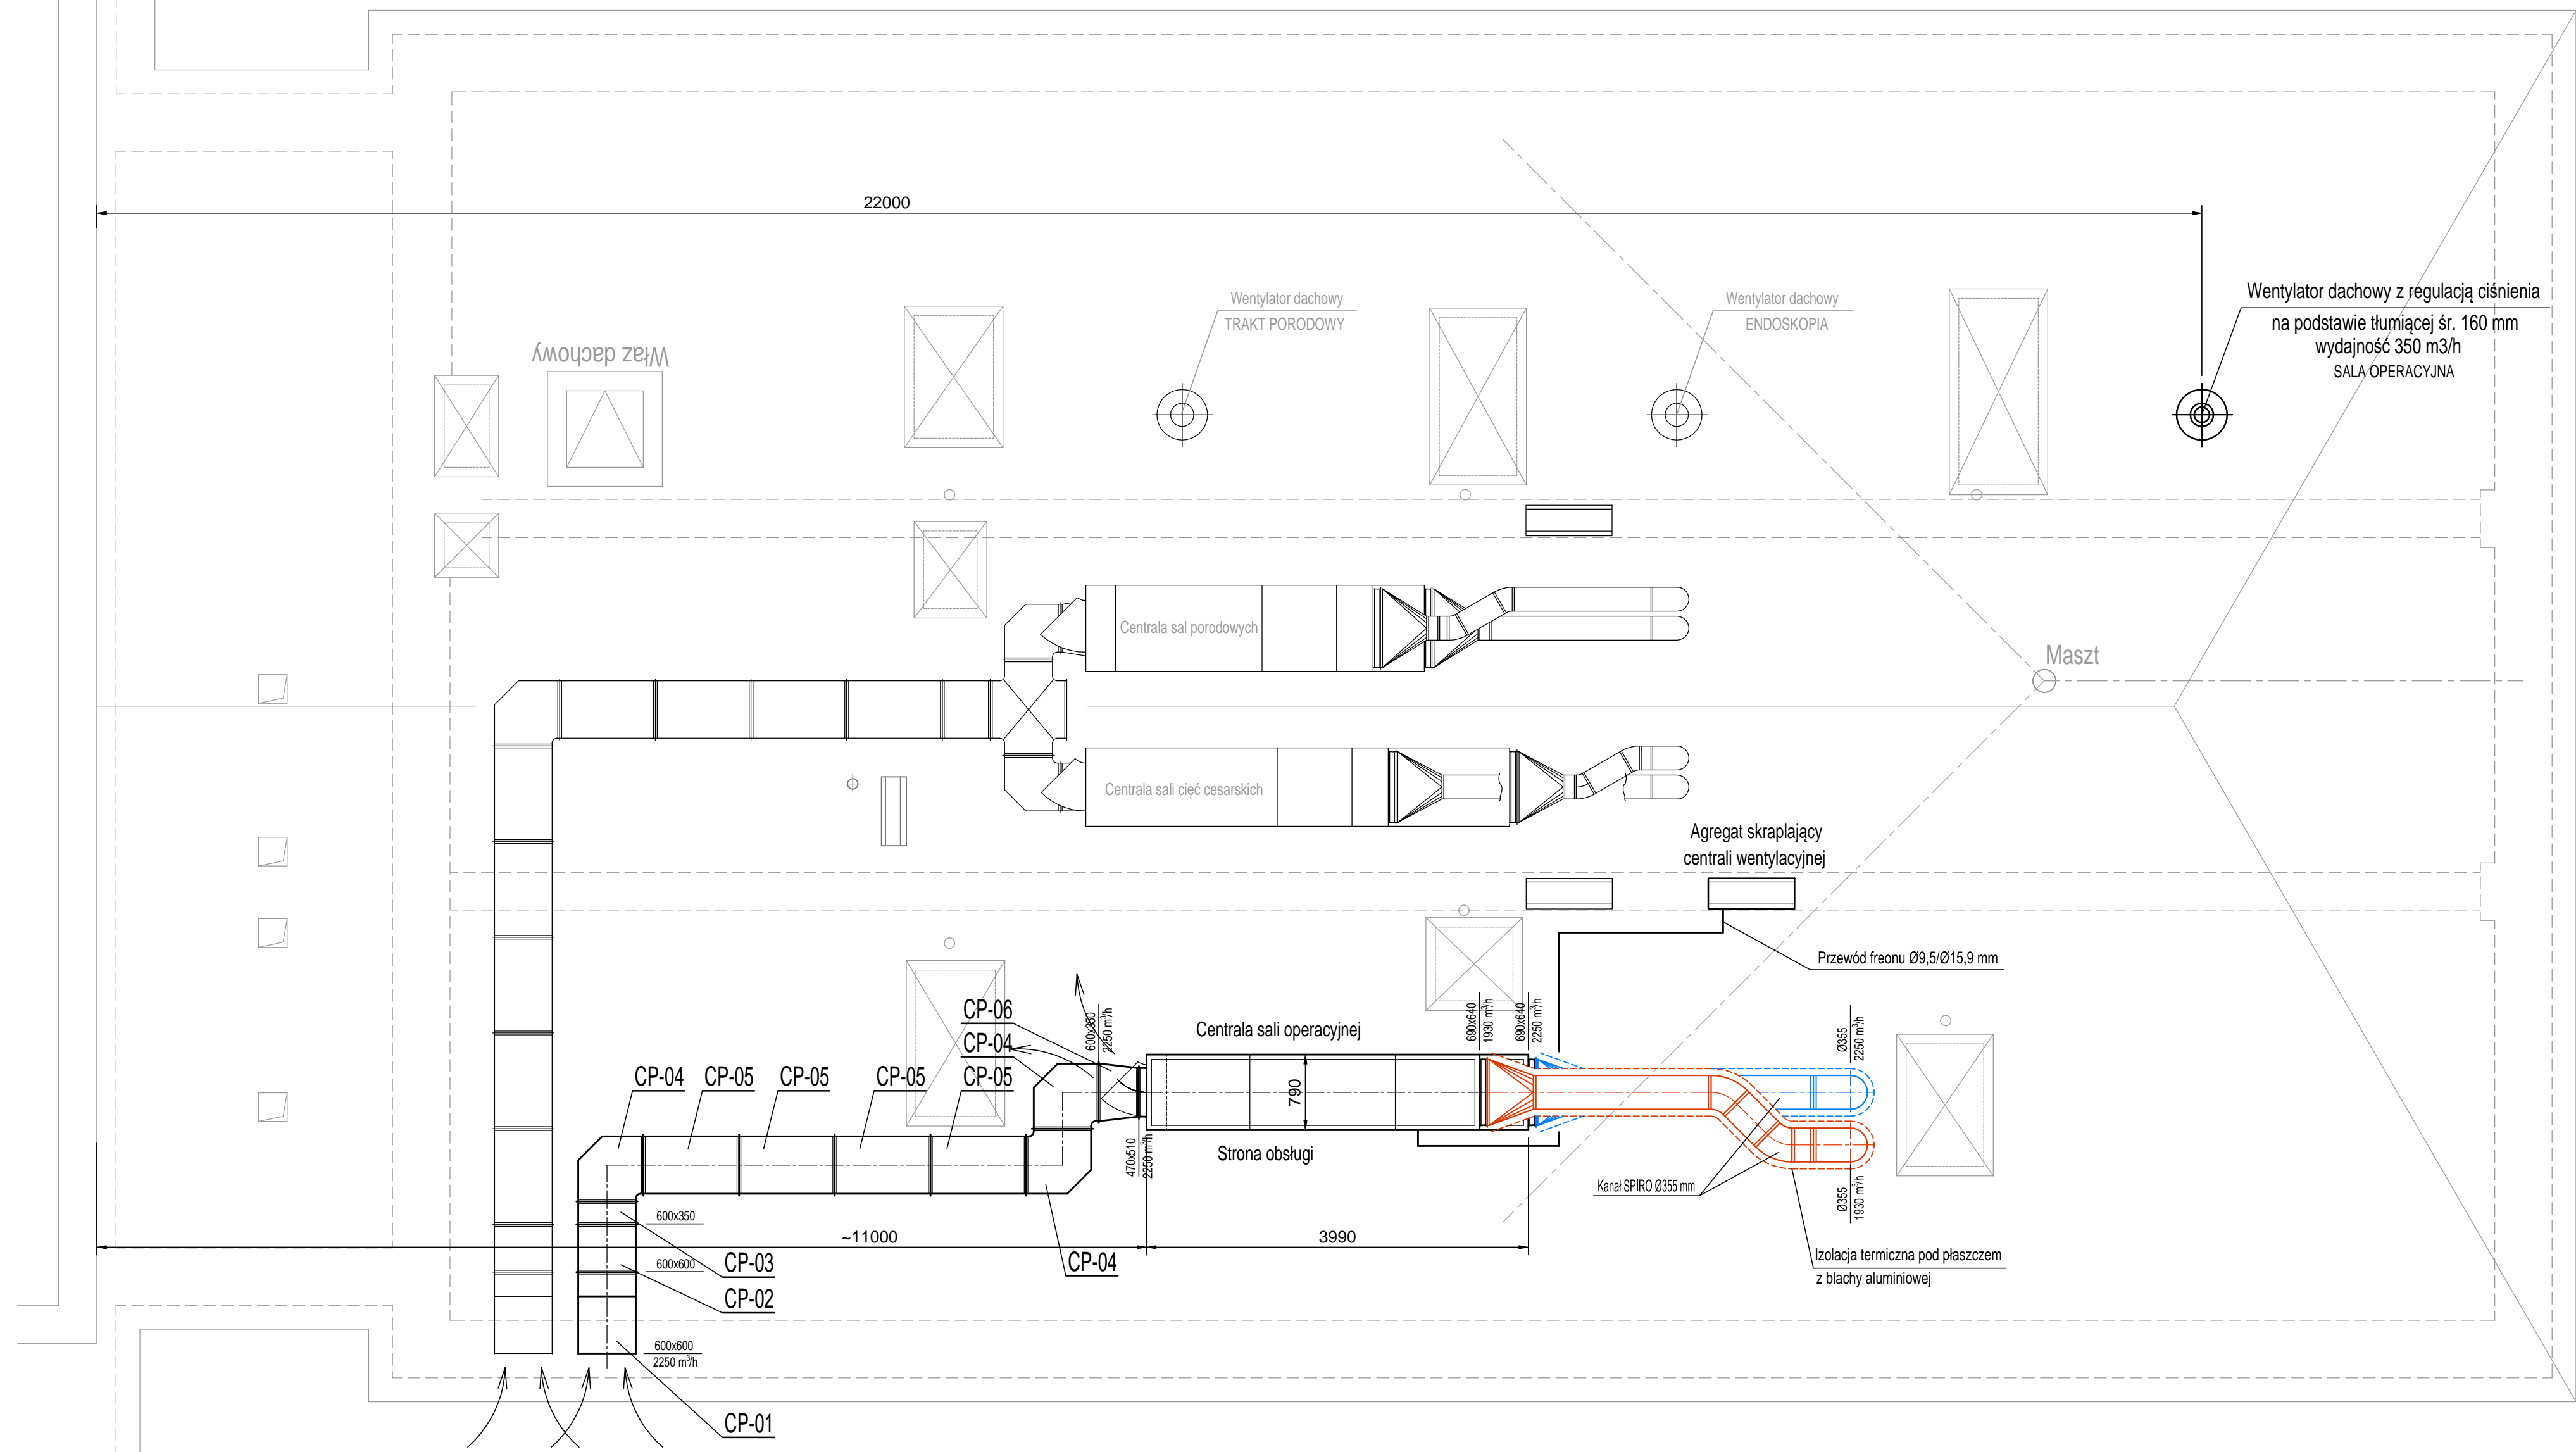 22000
Wentylator dachowy
TRAKT PORODOWY
Wentylator dachowy
ENDOSKOPIA
Wentylator dachowy z regulacją ciśnienia
na podstawie tłumiącej śr. 160 mm
wydajność 350 m3/h
SALA OPERACYJNA
Właz dachowy
Centrala sal porodowych
Maszt
Centrala sali cięć cesarskich
Agregat skraplający
centrali wentylacyjnej
Przewód freonu Ø9,5/Ø15,9 mm
CP-06
CP-04
600x350
2250 m³/h
Centrala sali operacyjnej
690x640
1930 m³/h
690x640
2250 m³/h
Ø355
2250 m³/h
CP-04
CP-05
CP-05
CP-05
CP-05
790
470x510
2250 m³/h
Strona obsługi
Kanał SPIRO Ø355 mm
Ø355
1930 m³/h
600x350
~11000
3990
CP-03
600x600
CP-04
Izolacja termiczna pod płaszczem
z blachy aluminiowej
CP-02
600x600
2250 m³/h
CP-01